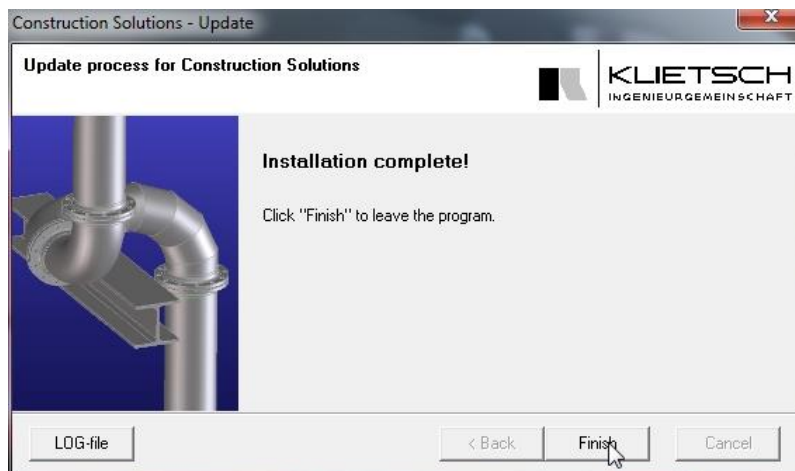 Construction Solutions - Update
Update process for Construction Solutions
KLIETSCH
INGENIEURGEMEINSCHAFT
Installation complete!
Click "Finish" to leave the program.
LOG-file
< Back
Finish
Cancel